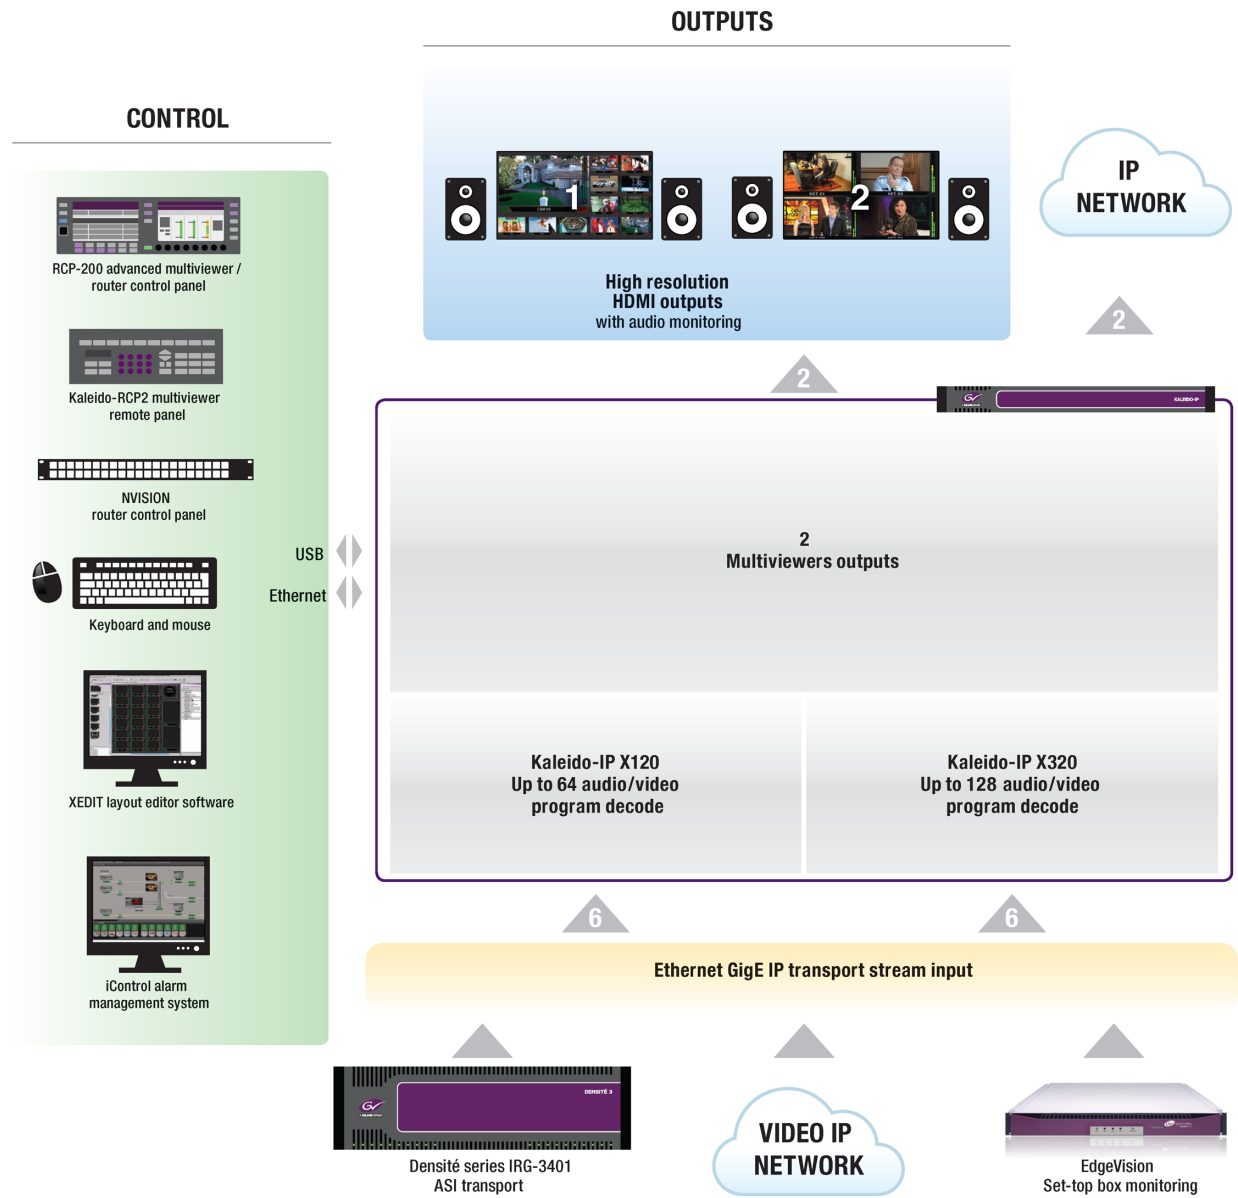 OUTPUTS
CONTROL
1
2
IP
NETWORK
RCP-200 advanced multiviewer /
router control panel
High resolution
HDMI outputs
with audio monitoring
2
2
Kaleido-RCP2 multiviewer
remote panel
KALEIDO-IP
NVISION
router control panel
USB
Ethernet
2
Multiviewers outputs
Keyboard and mouse
XEDIT layout editor software
Kaleido-IP X120
Up to 64 audio/video
program decode
Kaleido-IP X320
Up to 128 audio/video
program decode
iControl alarm
management system
6
6
Ethernet GigE IP transport stream input
DENSITÉ 3
Densité series IRG-3401
ASI transport
VIDEO IP
NETWORK
EdgeVision
Set-top box monitoring